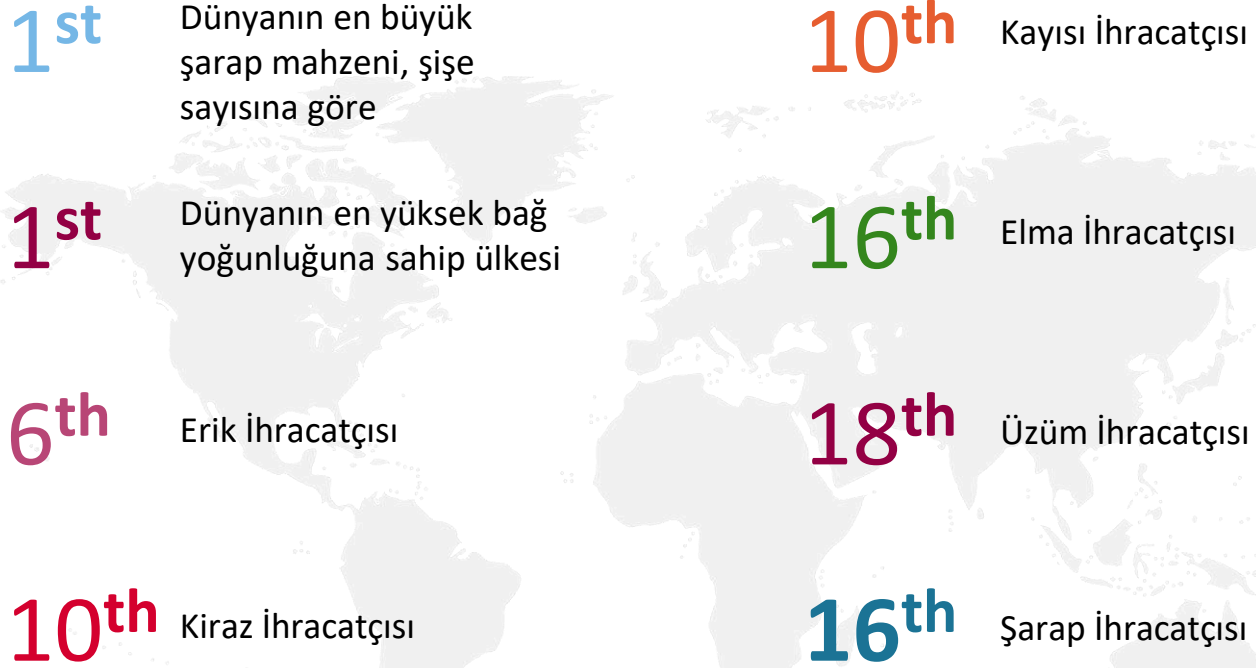 1st
Dünyanın en büyük
şarap mahzeni, şişe
sayısına göre
1st
Dünyanın en yüksek bağ
yoğunluğuna sahip ülkesi
6th
Erik İhracatçısı
10th
Kiraz İhracatçısı
10th
Kayısı İhracatçısı
16th
Elma İhracatçısı
18th
Üzüm İhracatçısı
16th
Şarap İhracatçısı